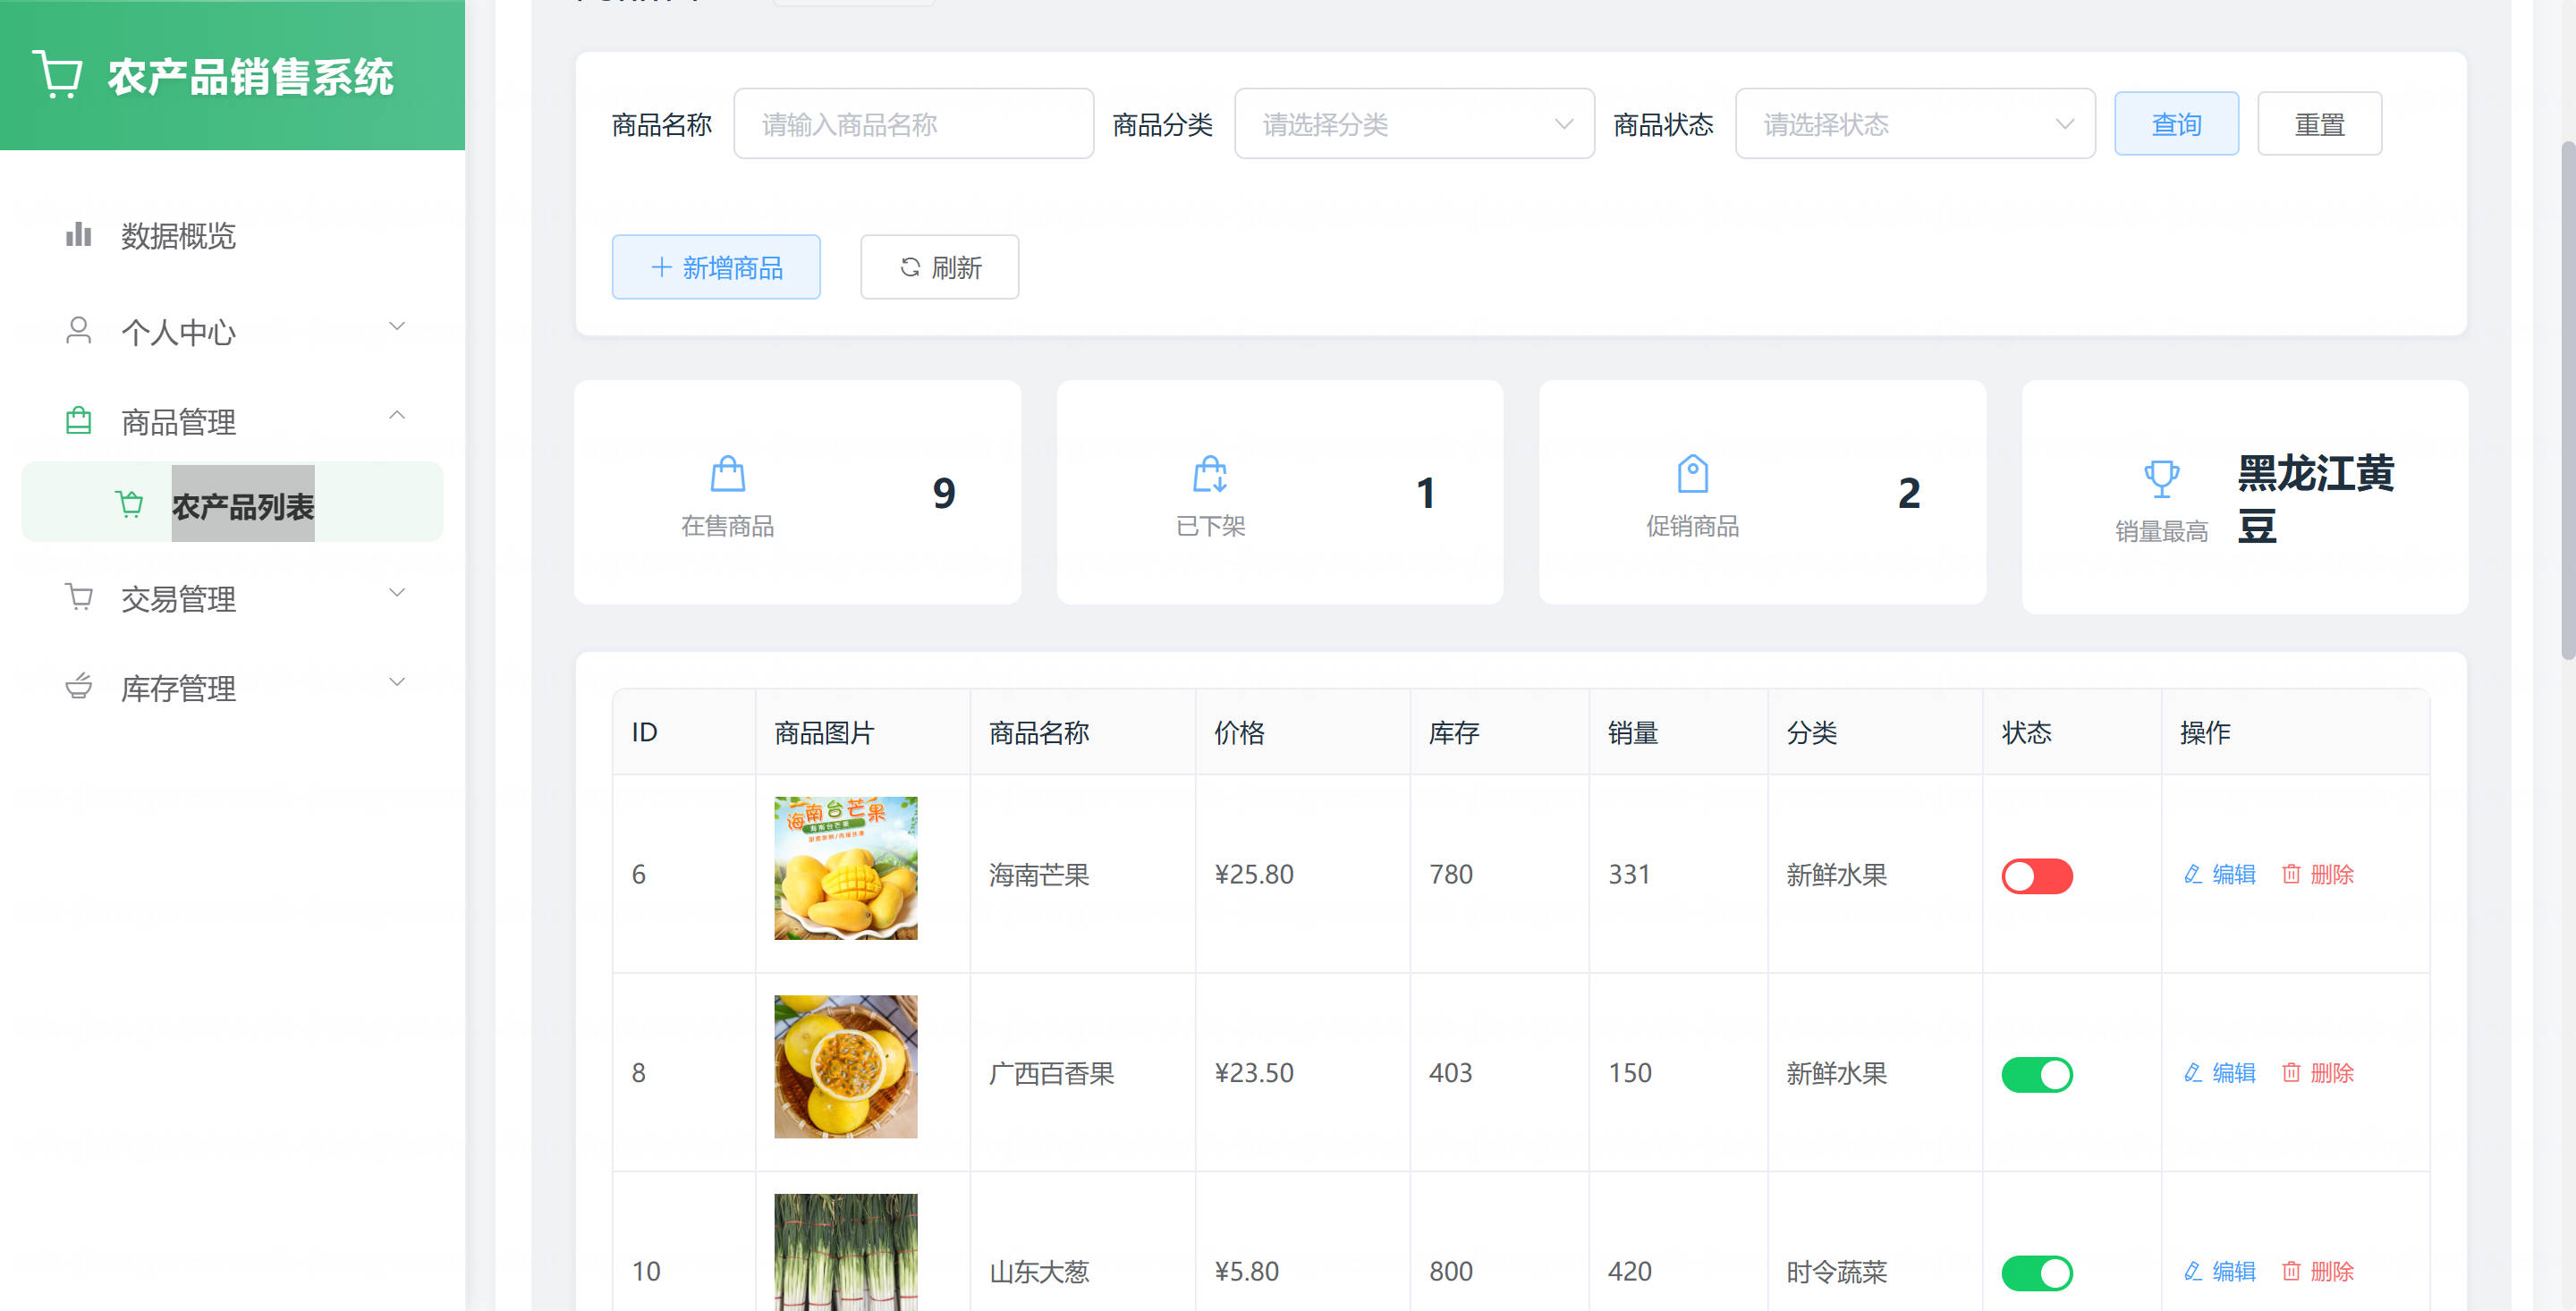 农产品销售系统
数据概览
个人中心
商品管理
农产品列表
交易管理
库存管理
商品名称 请输入商品名称 商品分类 请选择分类 商品状态 请选择状态 查询 重置
新增商品 刷新
在售商品 9
已下架 1
促销商品 2
销量最高 黑龙江黄
豆
ID 商品图片 商品名称 价格 库存 销量 分类 状态 操作
海南台芒果
海南台芒果
6 海南芒果 ¥25.80 780 331 新鲜水果 编辑 删除
8 广西百香果 ¥23.50 403 150 新鲜水果 编辑 删除
10 山东大葱 ¥5.80 800 420 时令蔬菜 编辑 删除